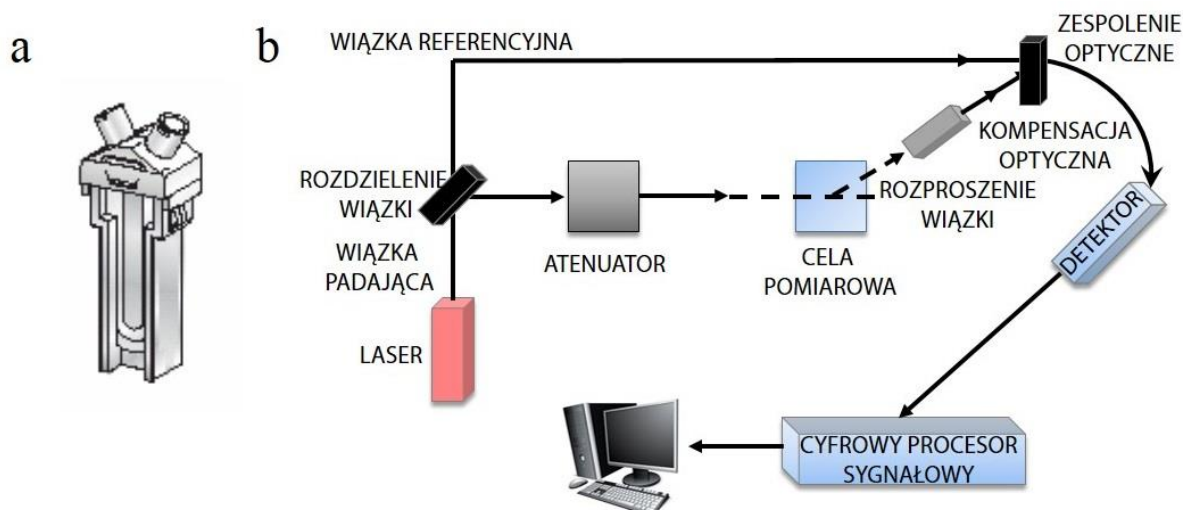 a
b
WIĄZKA REFERENCYJNA
ZESPOLENIE
OPTYCZNE
KOMPENSACJA
OPTYCZNA
ROZDZIELENIE
WIĄZKI
ROZPROSZENIE
WIĄZKI
WIĄZKA
PADAJĄCA
ATENUATOR
CELA
POMIAROWA
DETEKTOR
LASER
CYFROWY PROCESOR
SYGNAŁOWY